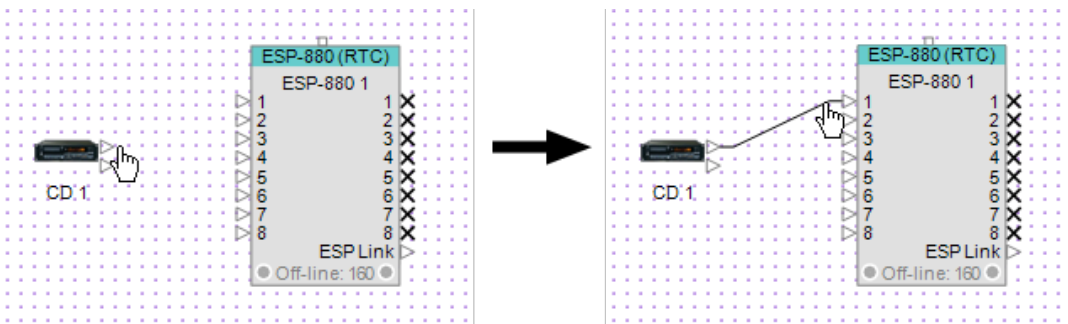 ESP-880 (RTC)
ESP-880 1
1 1
2 2
3 3
4 4
5 5
6 6
7 7
8 8
ESP Link
Off-line: 160
CD 1
ESP-880 (RTC)
ESP-880 1
1 1
2 2
3 3
4 4
5 5
6 6
7 7
8 8
ESP Link
Off-line: 160
CD 1